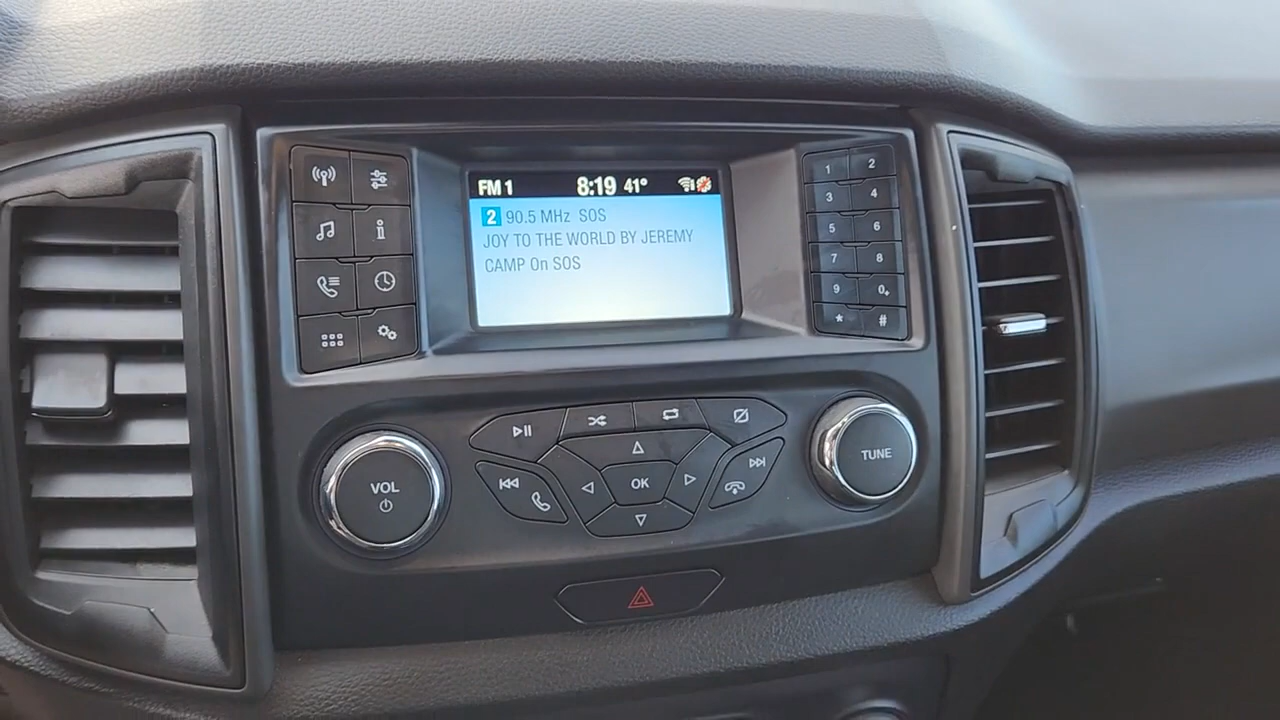 FM 1 8:19 41°
2 90.5 MHz SOS
JOY TO THE WORLD BY JEREMY
CAMP On SOS
1 2
3 4
5 6
7 8
9 0+
* #
VOL
OK
TUNE